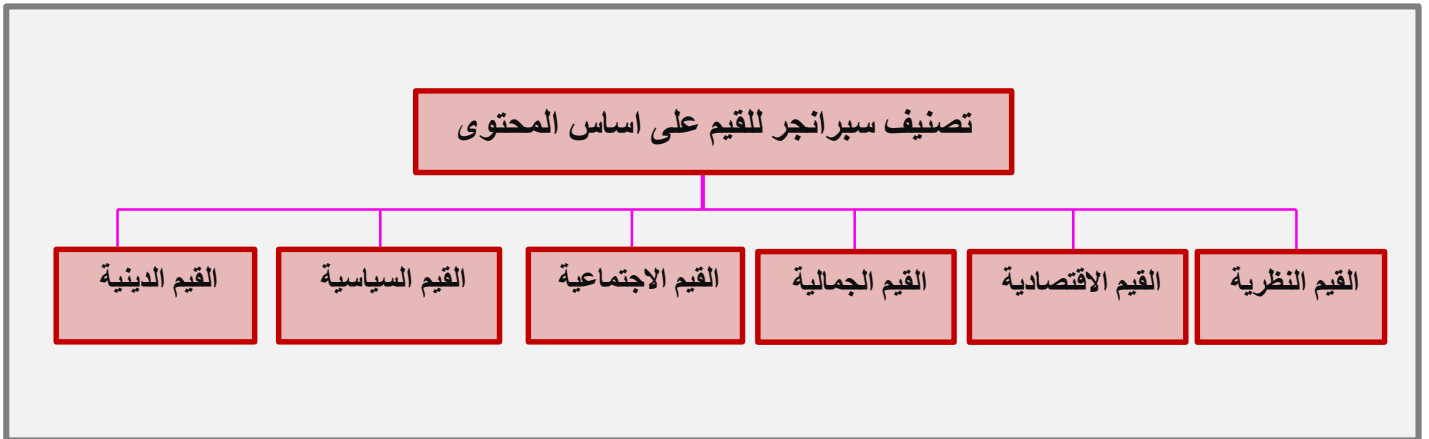 تصنيف سبرانجر للقيم على اساس المحتوى
القيم النظرية
القيم الاقتصادية
القيم الجمالية
القيم الاجتماعية
القيم السياسية
القيم الدينية